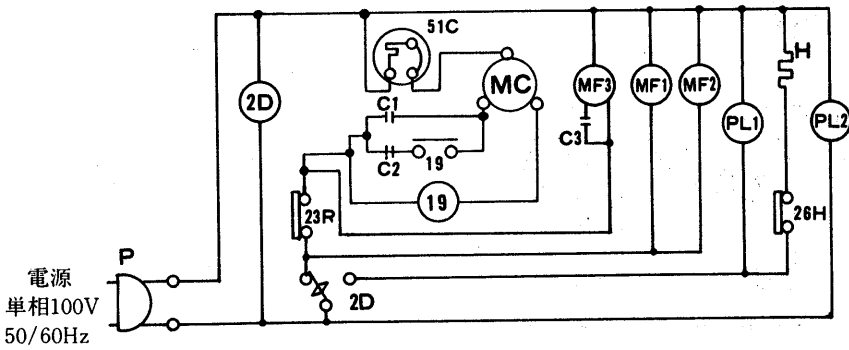 51C
H
2D
MC
MF3
MF1
MF2
C1
PL1
PL2
C3
C2
19
19
23R
26H
P
2D
電源
単相100V
50/60Hz